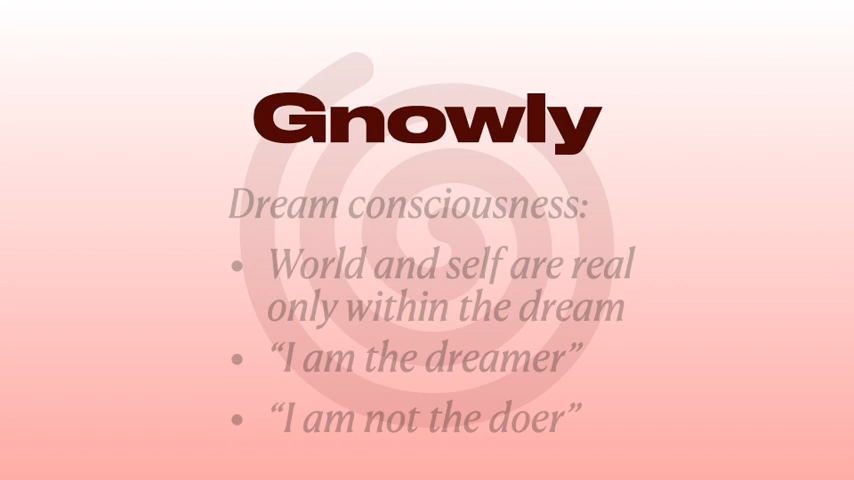 Gnowly
Dream consciousness:
• World and self are real
only within the dream
• “I am the dreamer”
• “I am not the doer”